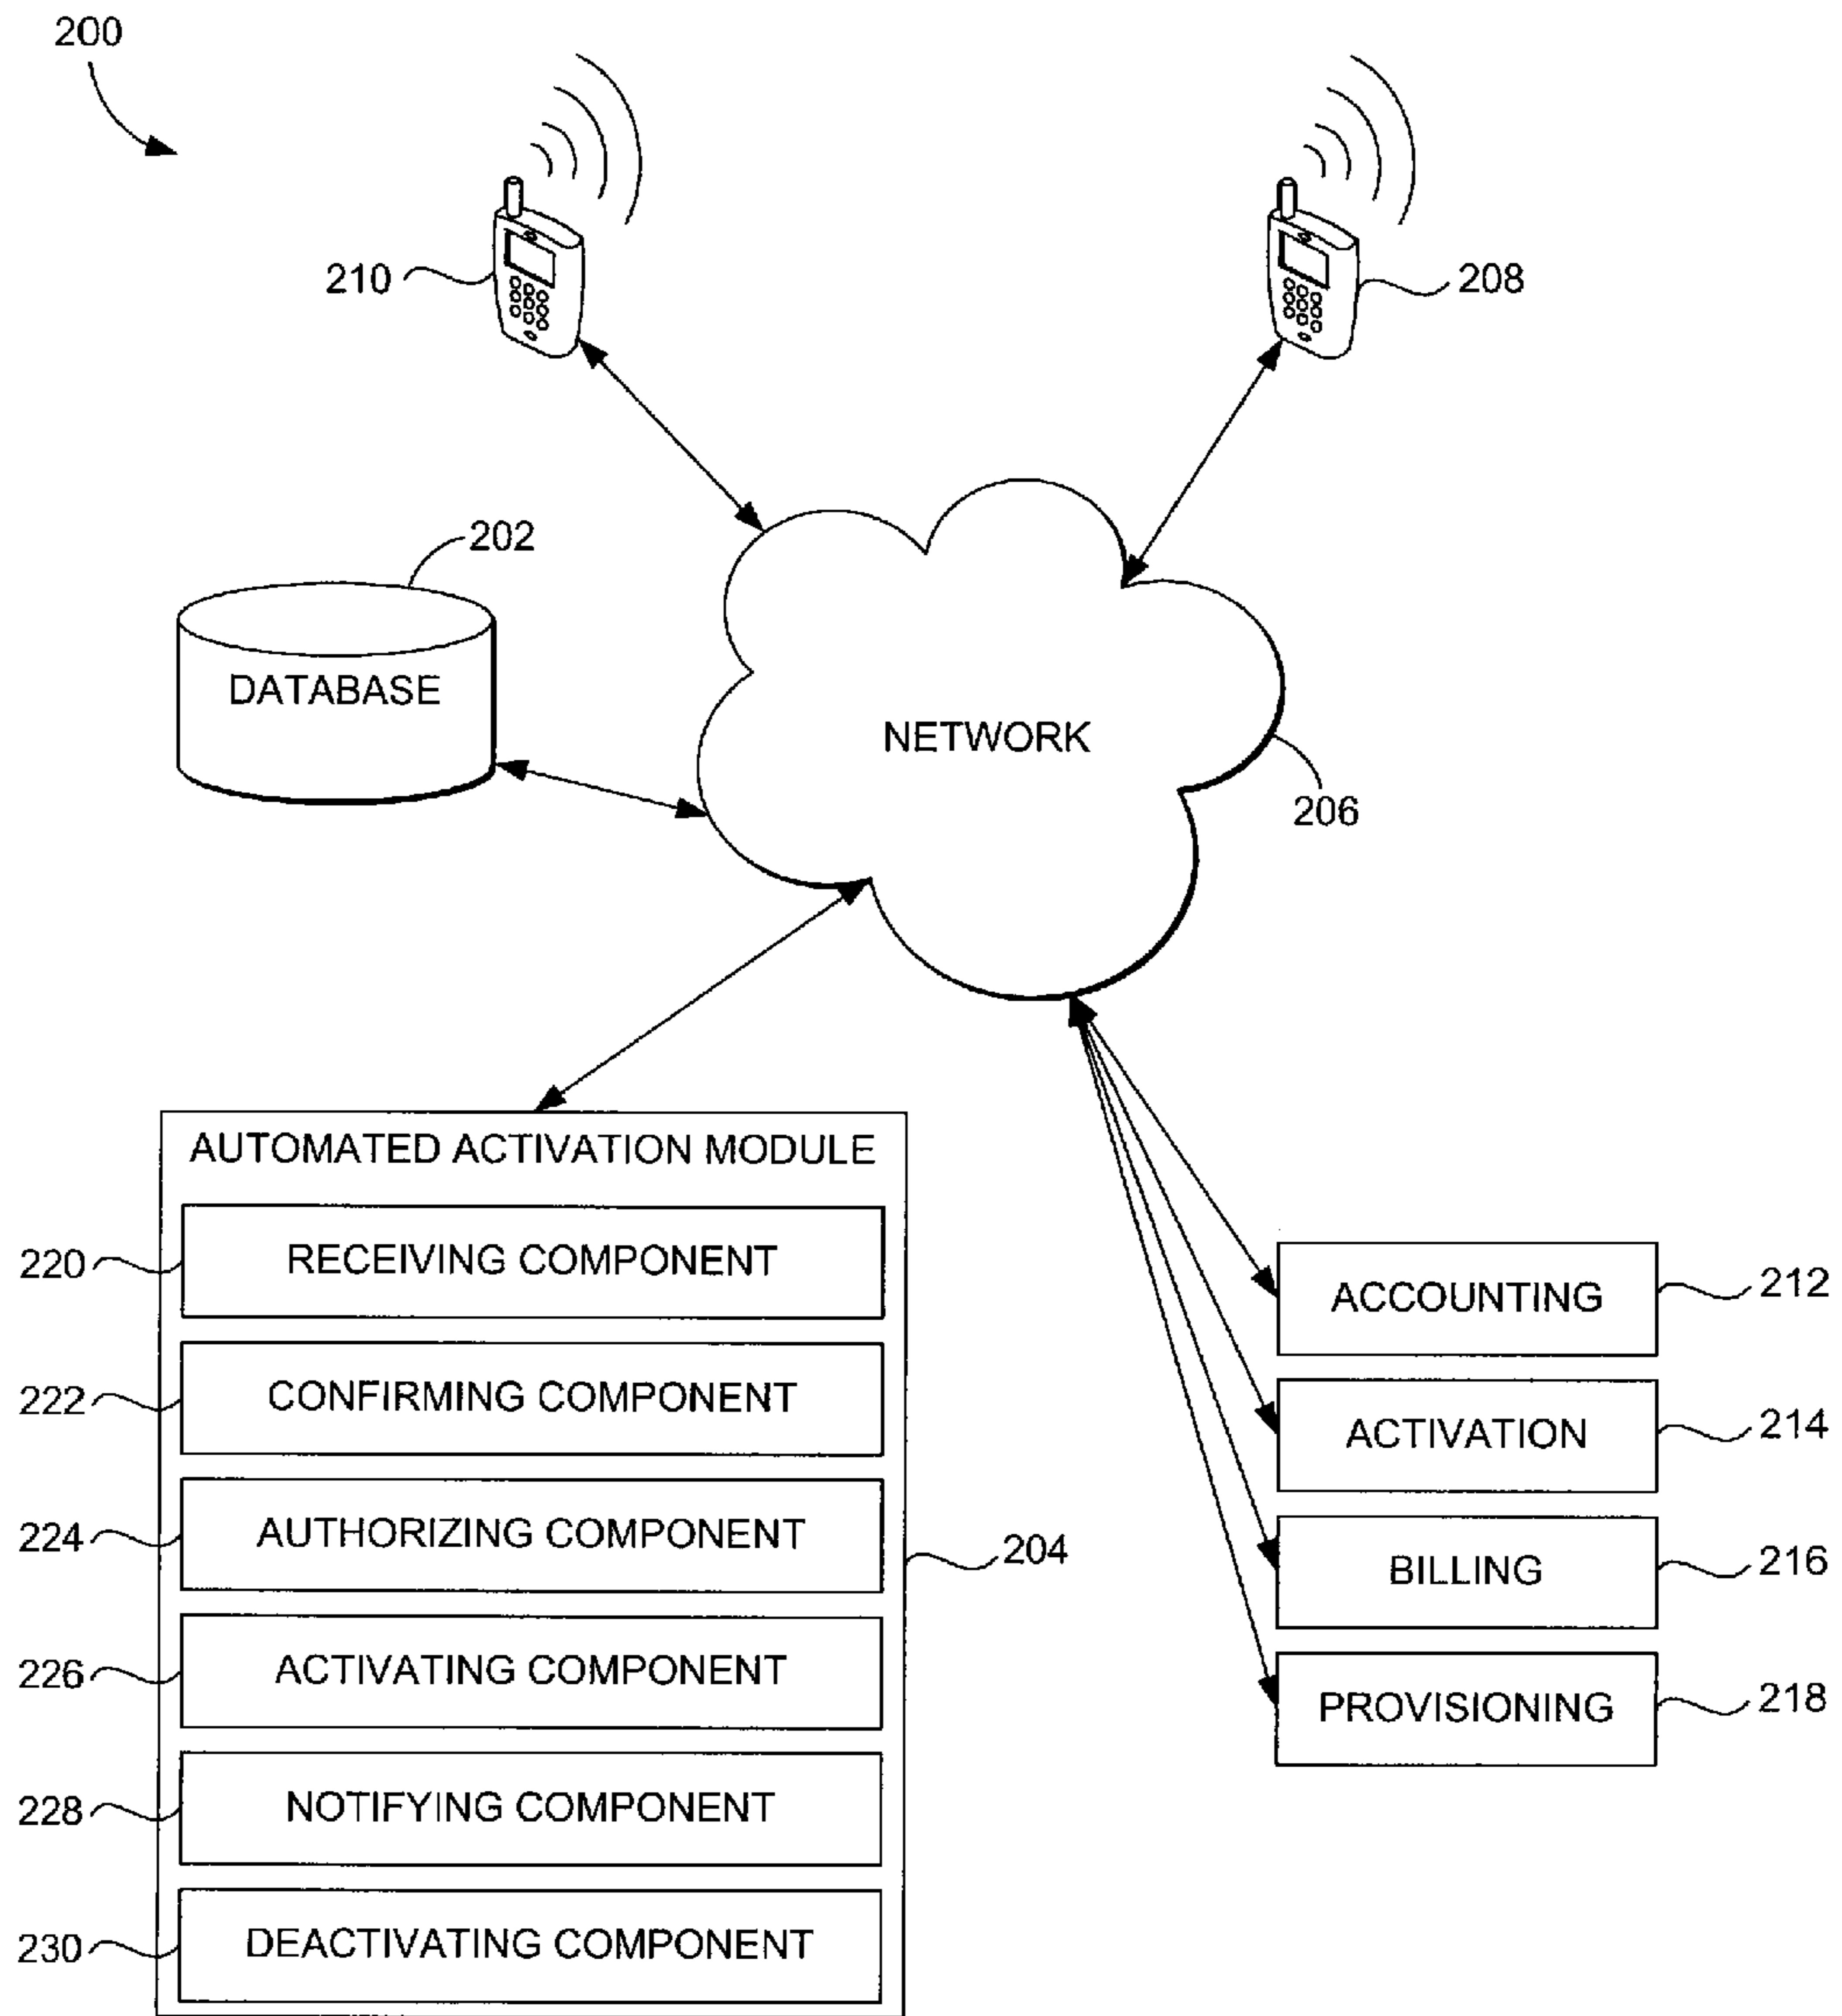 200
210
208
202
DATABASE
NETWORK
206
AUTOMATED ACTIVATION MODULE
220
RECEIVING COMPONENT
222
CONFIRMING COMPONENT
224
AUTHORIZING COMPONENT
204
226
ACTIVATING COMPONENT
228
NOTIFYING COMPONENT
230
DEACTIVATING COMPONENT
ACCOUNTING
212
ACTIVATION
214
BILLING
216
PROVISIONING
218